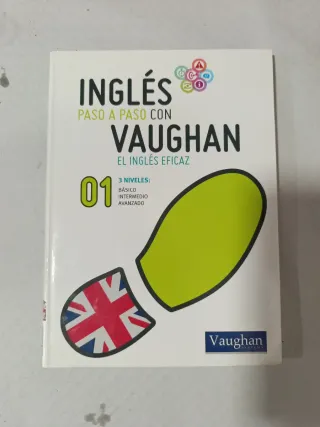 INGLÉS
PASO A PASO CON
VAUGHAN
EL INGLÉS EFICAZ
01
3 NIVELES:
BÁSICO
INTERMEDIO
AVANZADO
Vaughan